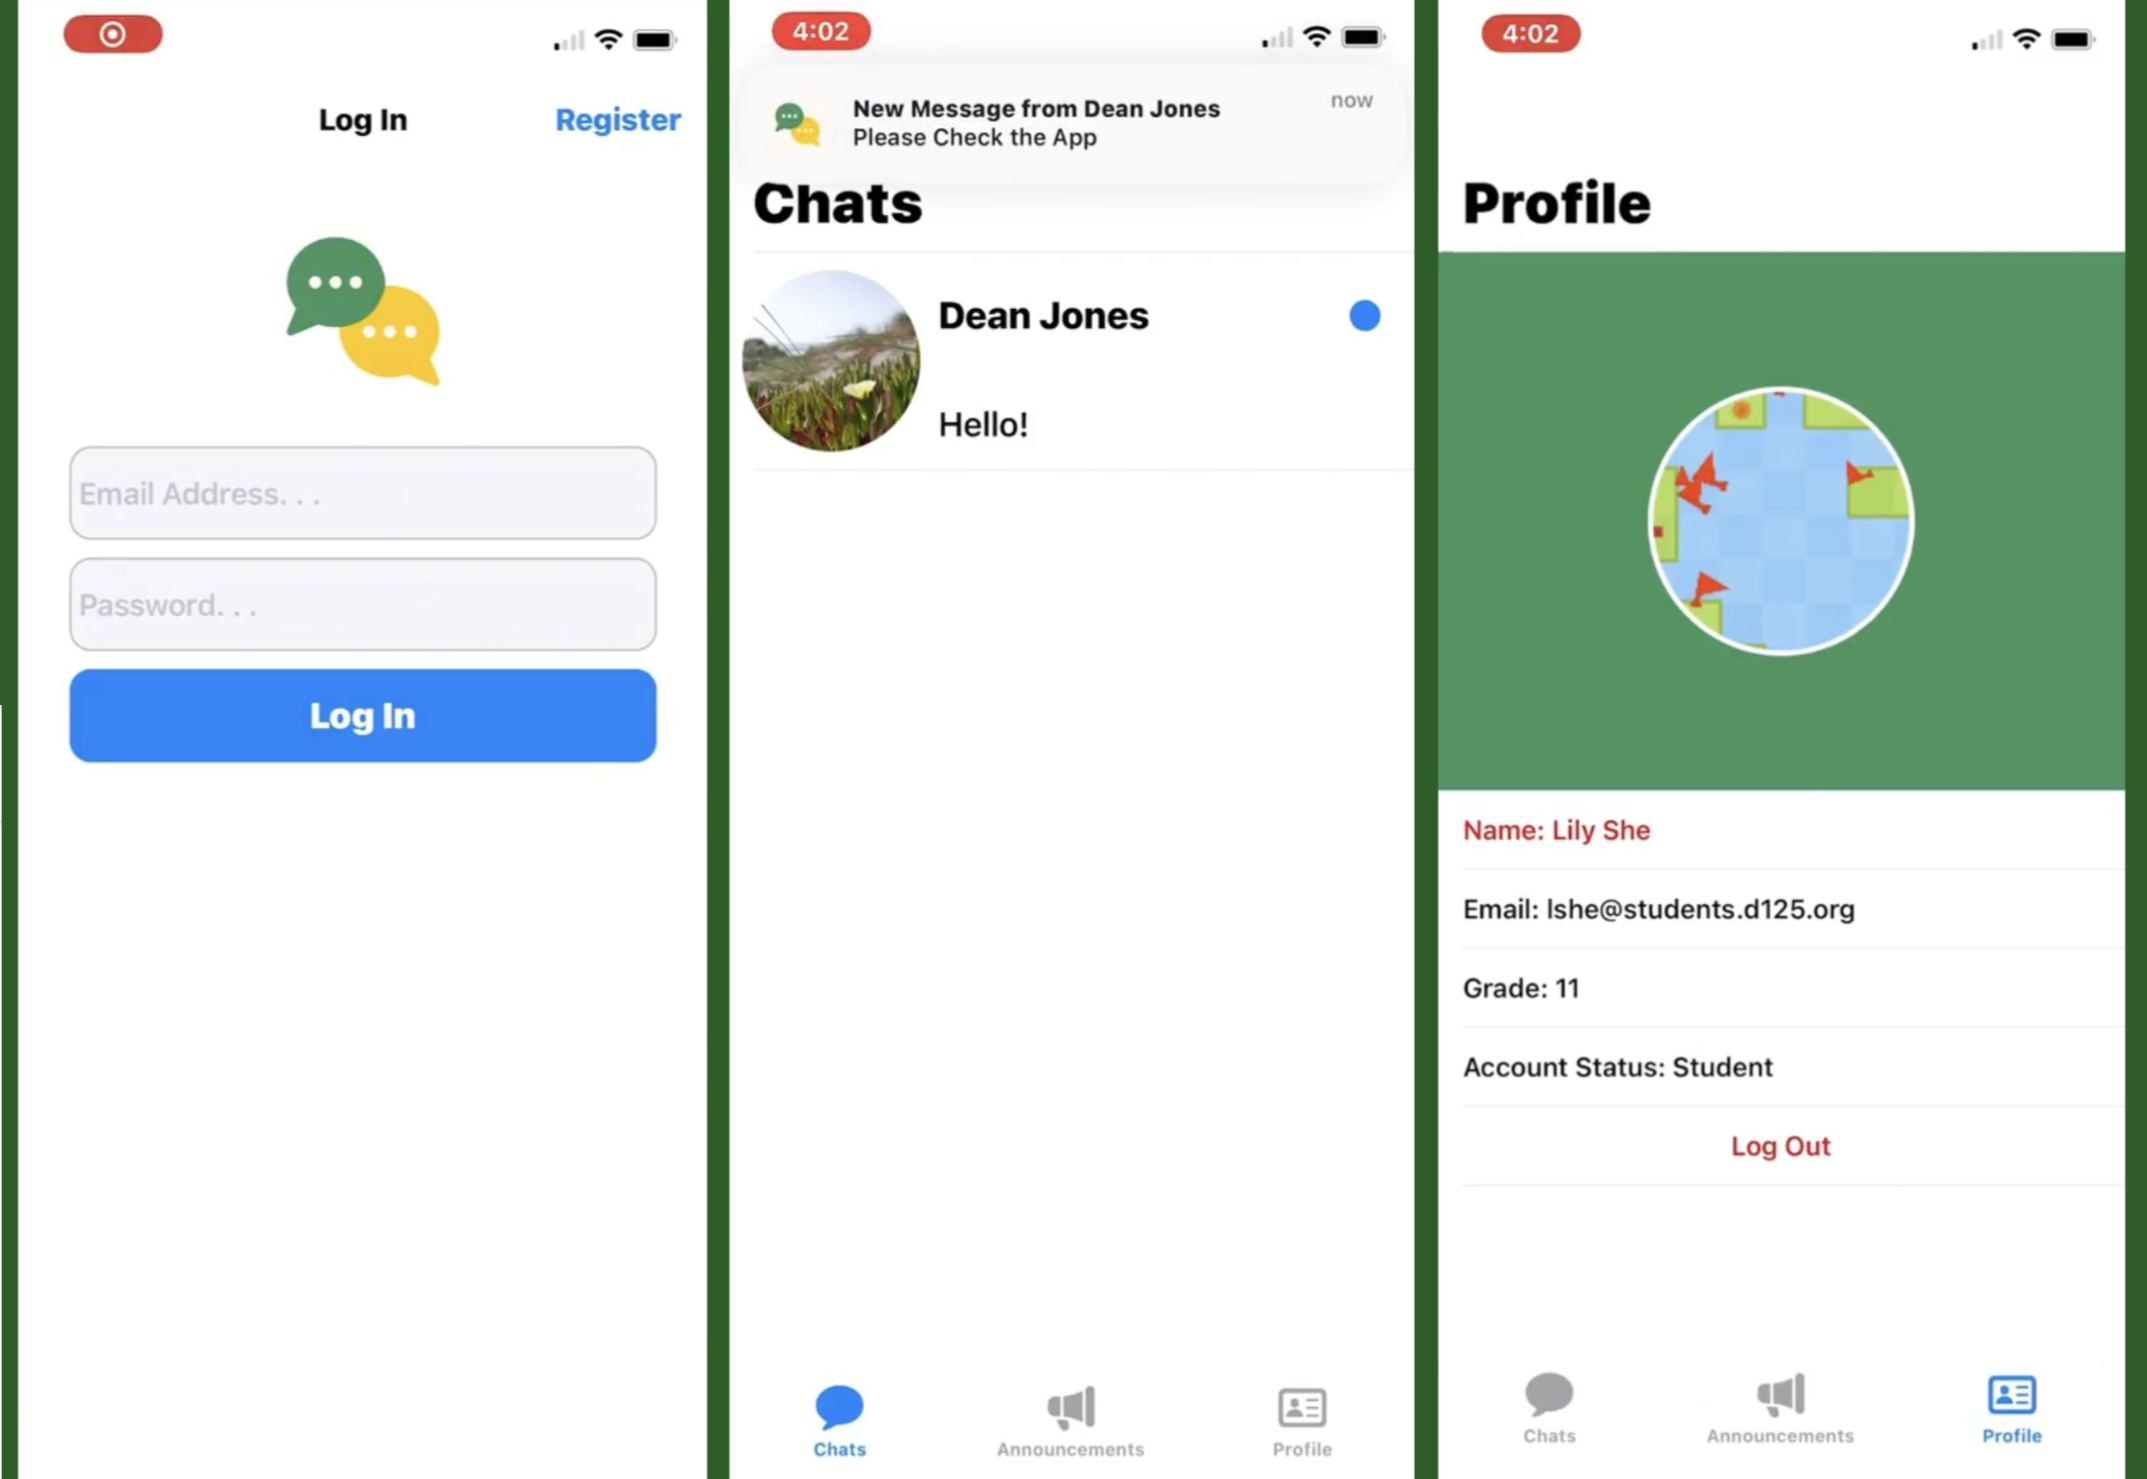 Log In
Register
Email Address. . .
Password. . .
Log In
4:02
New Message from Dean Jones
now
Please Check the App
Chats
Dean Jones
Hello!
Chats
Announcements
Profile
4:02
Profile
Name: Lily She
Email: lshe@students.d125.org
Grade: 11
Account Status: Student
Log Out
Chats
Announcements
Profile